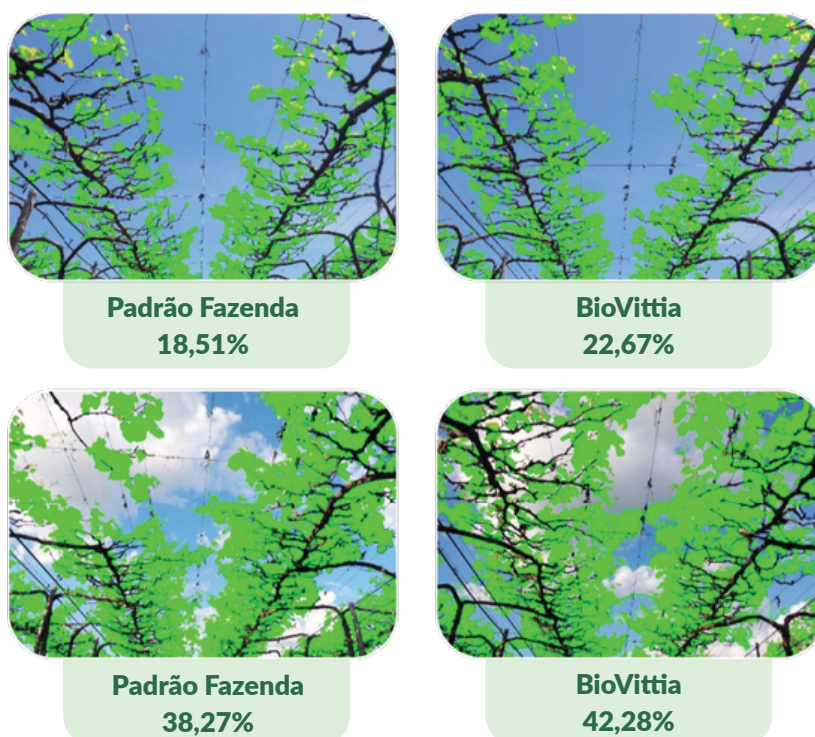 Padrão Fazenda
18,51%
BioVittia
22,67%
Padrão Fazenda
38,27%
BioVittia
42,28%